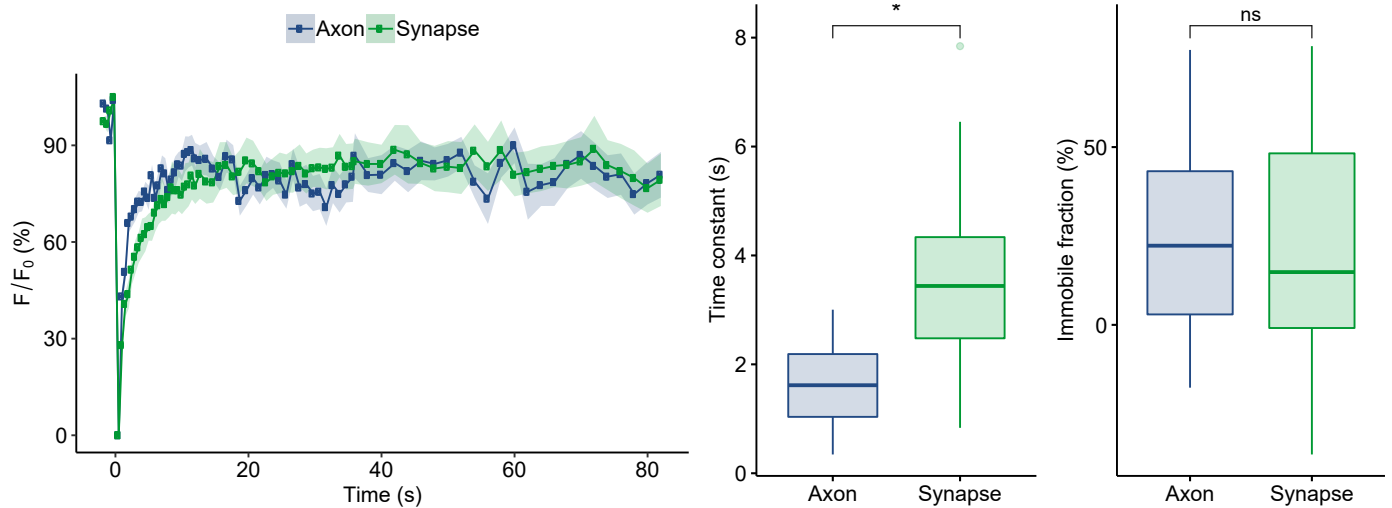 Axon Synapse
F/F0 (%)
90
60
30
0
0 20 40 60 80
Time (s)
*
Time constant (s)
8
6
4
2
0
Axon Synapse
ns
Immobile fraction (%)
50
0
Axon Synapse